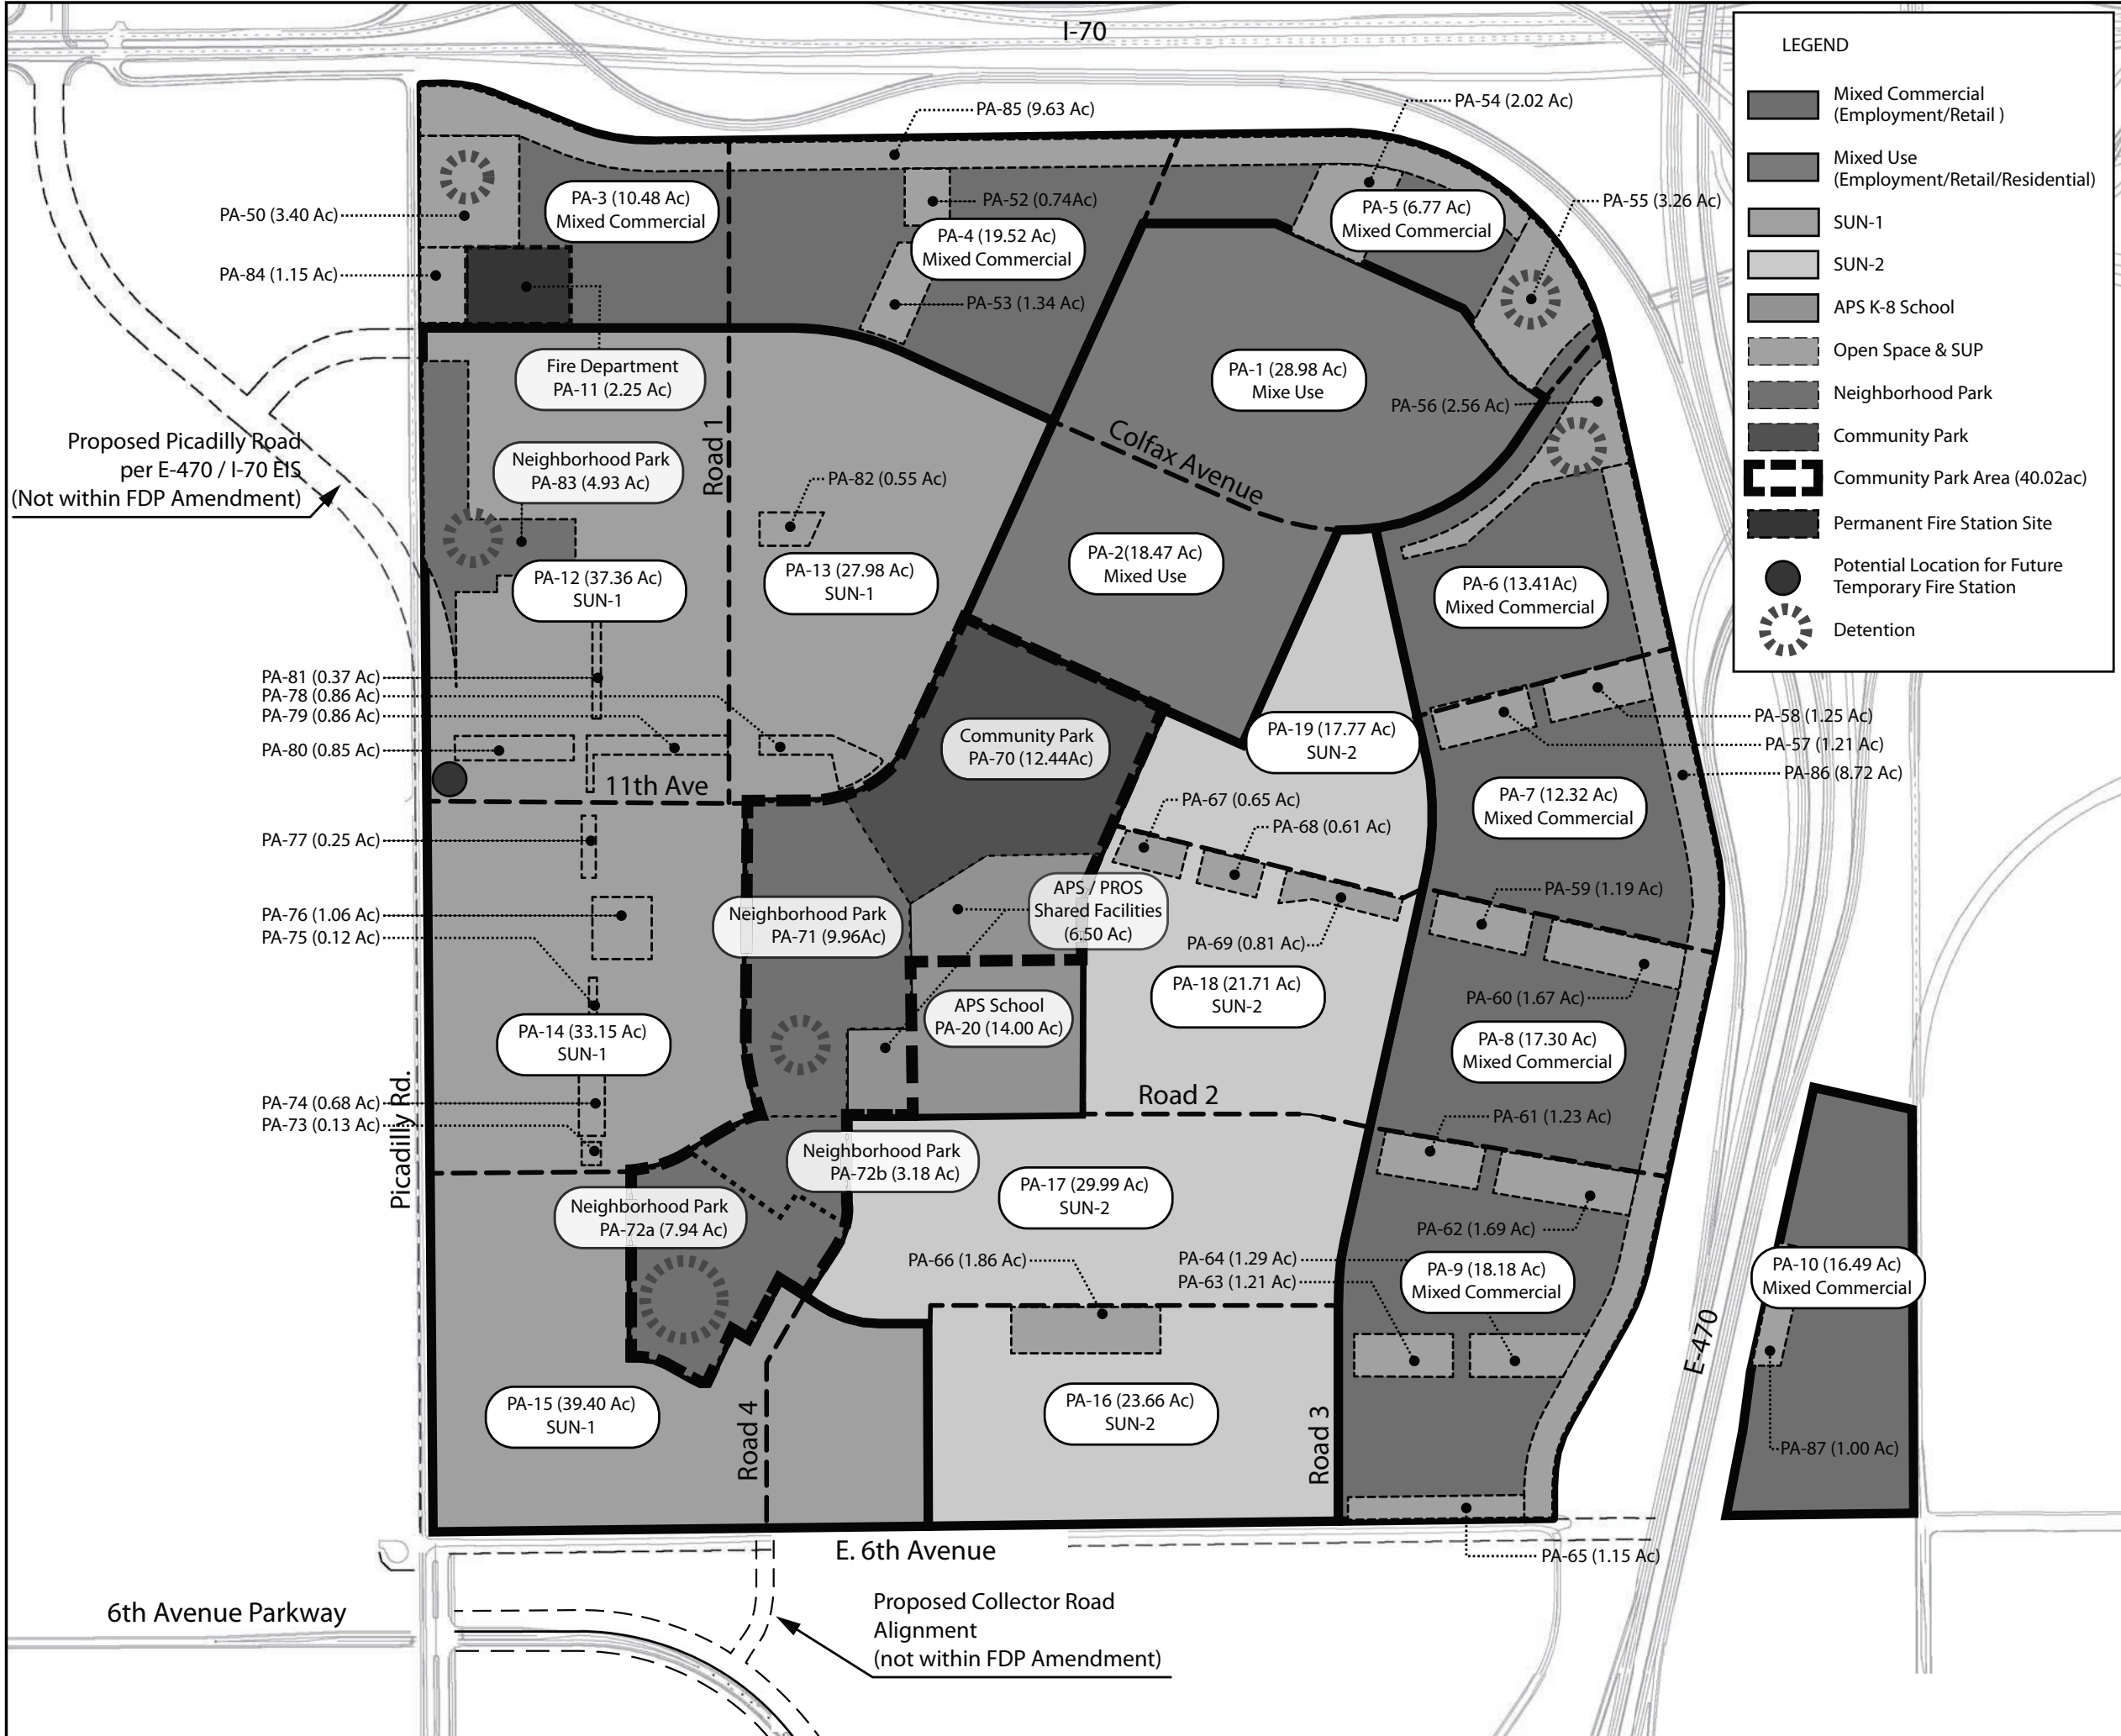 I-70
PA-85 (9.63 Ac)
PA-54 (2.02 Ac)
PA-50 (3.40 Ac)
PA-3 (10.48 Ac)
Mixed Commercial
PA-52 (0.74Ac)
PA-4 (19.52 Ac)
Mixed Commercial
PA-5 (6.77 Ac)
Mixed Commercial
PA-55 (3.26 Ac)
PA-84 (1.15 Ac)
PA-53 (1.34 Ac)
Fire Department
PA-11 (2.25 Ac)
PA-1 (28.98 Ac)
Mixe Use
PA-56 (2.56 Ac)
Proposed Picadilly Road
per E-470 / I-70 EIS
(Not within FDP Amendment)
Neighborhood Park
PA-83 (4.93 Ac)
Road 1
Colfax Avenue
PA-82 (0.55 Ac)
PA-12 (37.36 Ac)
SUN-1
PA-13 (27.98 Ac)
SUN-1
PA-2(18.47 Ac)
Mixed Use
PA-6 (13.41Ac)
Mixed Commercial
PA-81 (0.37 Ac)
PA-78 (0.86 Ac)
PA-79 (0.86 Ac)
PA-80 (0.85 Ac)
11th Ave
Community Park
PA-70 (12.44Ac)
PA-19 (17.77 Ac)
SUN-2
PA-58 (1.25 Ac)
PA-57 (1.21 Ac)
PA-86 (8.72 Ac)
PA-67 (0.65 Ac)
PA-68 (0.61 Ac)
PA-7 (12.32 Ac)
Mixed Commercial
PA-77 (0.25 Ac)
PA-76 (1.06 Ac)
PA-75 (0.12 Ac)
Neighborhood Park
PA-71 (9.96Ac)
APS / PROS
Shared Facilities
(6.50 Ac)
PA-69 (0.81 Ac)
PA-59 (1.19 Ac)
PA-60 (1.67 Ac)
PA-18 (21.71 Ac)
SUN-2
APS School
PA-20 (14.00 Ac)
PA-14 (33.15 Ac)
SUN-1
PA-8 (17.30 Ac)
Mixed Commercial
PA-74 (0.68 Ac)
PA-73 (0.13 Ac)
Picadilly Rd.
Road 2
PA-61 (1.23 Ac)
Neighborhood Park
PA-72b (3.18 Ac)
Neighborhood Park
PA-72a (7.94 Ac)
PA-17 (29.99 Ac)
SUN-2
PA-62 (1.69 Ac)
PA-66 (1.86 Ac)
PA-64 (1.29 Ac)
PA-63 (1.21 Ac)
PA-9 (18.18 Ac)
Mixed Commercial
PA-10 (16.49 Ac)
Mixed Commercial
E-470
PA-15 (39.40 Ac)
SUN-1
Road 4
PA-16 (23.66 Ac)
SUN-2
Road 3
PA-87 (1.00 Ac)
E. 6th Avenue
PA-65 (1.15 Ac)
6th Avenue Parkway
Proposed Collector Road
Alignment
(not within FDP Amendment)
LEGEND
Mixed Commercial
(Employment/Retail )
Mixed Use
(Employment/Retail/Residential)
SUN-1
SUN-2
APS K-8 School
Open Space & SUP
Neighborhood Park
Community Park
Community Park Area (40.02ac)
Permanent Fire Station Site
Potential Location for Future
Temporary Fire Station
Detention